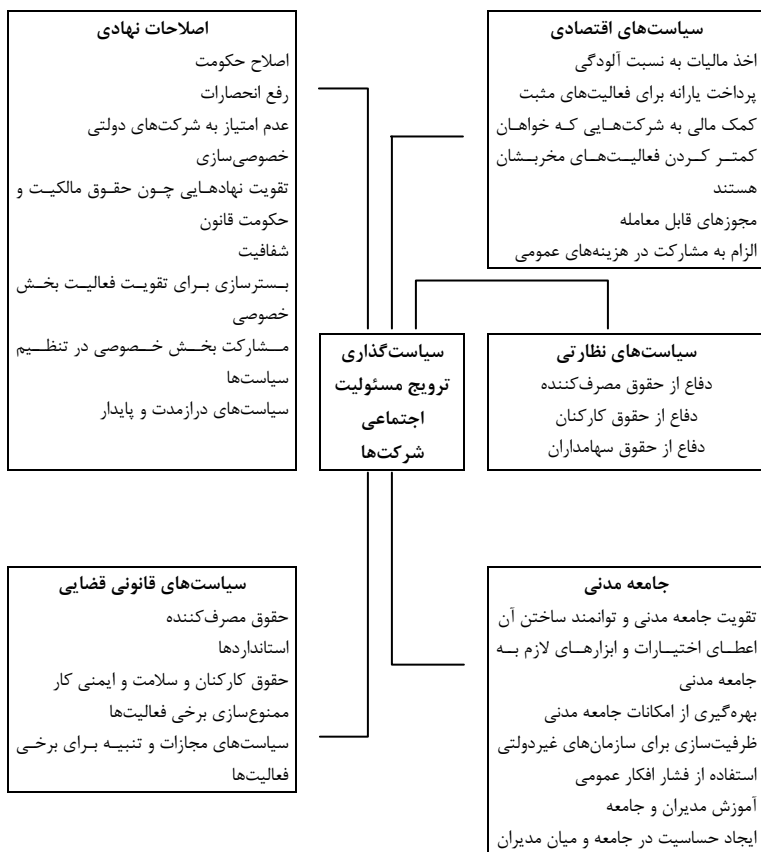 سیاست‌های اقتصادی
اخذ مالیات به نسبت آلودگی
پرداخت یارانه برای فعالیت‌های مثبت
کمک مالی به شرکت‌هایی که خواهان
کمتر کردن فعالیت‌های مخربشان
هستند
مجوزهای قابل معامله
الزام به مشارکت در هزینه‌های عمومی
اصلاحات نهادی
اصلاح حکومت
رفع انحصارات
عدم امتیاز به شرکت‌های دولتی
خصوصی‌سازی
تقویت نهادهایی چون حقوق مالکیت و
حکومت قانون
شفافیت
بسترسازی برای تقویت فعالیت بخش
خصوصی
مشارکت بخش خصوصی در تنظیم
سیاست‌ها
سیاست‌های درازمدت و پایدار
سیاست‌های نظارتی
دفاع از حقوق مصرف‌کننده
دفاع از حقوق کارکنان
دفاع از حقوق سهامداران
سیاست‌گذاری
ترویج مسئولیت
اجتماعی
شرکت‌ها
جامعه مدنی
تقویت جامعه مدنی و توانمند ساختن آن
اعطای اختیارات و ابزارهای لازم به
جامعه مدنی
بهره‌گیری از امکانات جامعه مدنی
ظرفیت‌سازی برای سازمان‌های غیردولتی
استفاده از فشار افکار عمومی
آموزش مدیران و جامعه
ایجاد حساسیت در جامعه و میان مدیران
سیاست‌های قانونی قضایی
حقوق مصرف‌کننده
استانداردها
حقوق کارکنان و سلامت و ایمنی کار
ممنوع‌سازی برخی فعالیت‌ها
سیاست‌های مجازات و تنبیه برای برخی
فعالیت‌ها